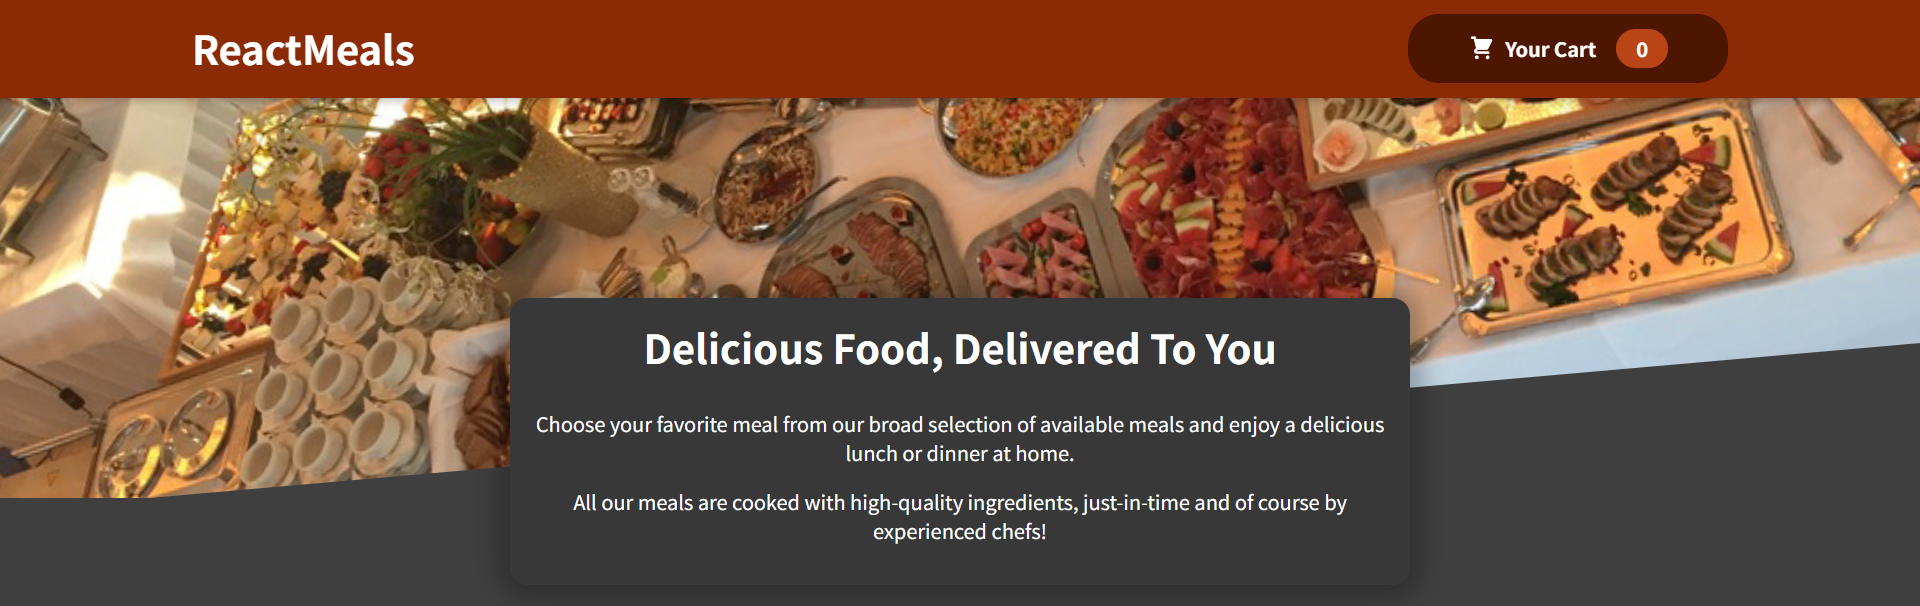 ReactMeals
Your Cart 0
Delicious Food, Delivered To You
Choose your favorite meal from our broad selection of available meals and enjoy a delicious
lunch or dinner at home.
All our meals are cooked with high-quality ingredients, just-in-time and of course by
experienced chefs!